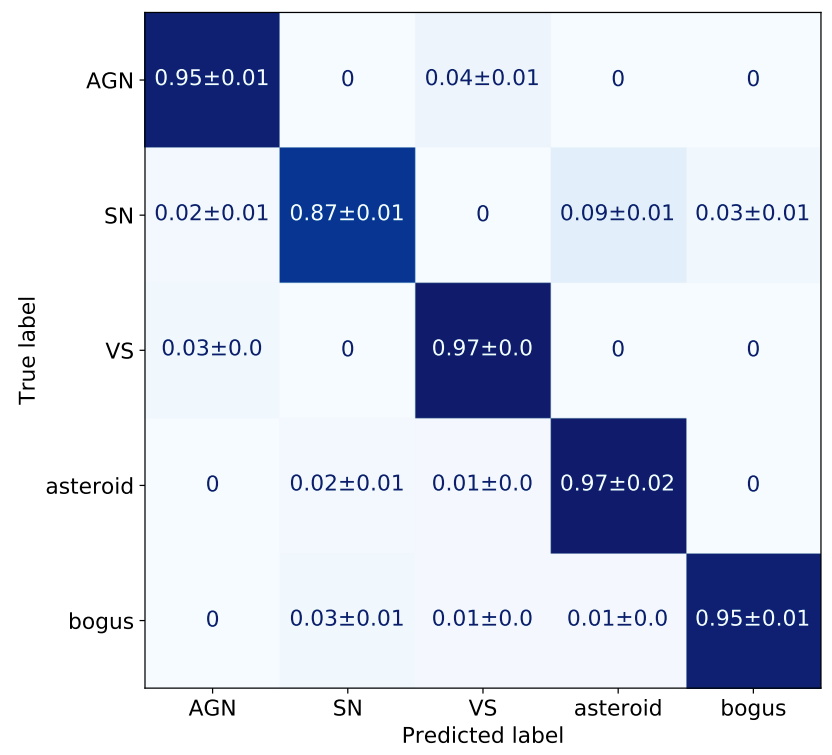 AGN 0.95±0.01 0 0.04±0.01 0 0
SN 0.02±0.01 0.87±0.01 0 0.09±0.01 0.03±0.01
True label
VS 0.03±0.0 0 0.97±0.0 0 0
asteroid 0 0.02±0.01 0.01±0.0 0.97±0.02 0
bogus 0 0.03±0.01 0.01±0.0 0.01±0.0 0.95±0.01
AGN SN VS asteroid bogus
Predicted label